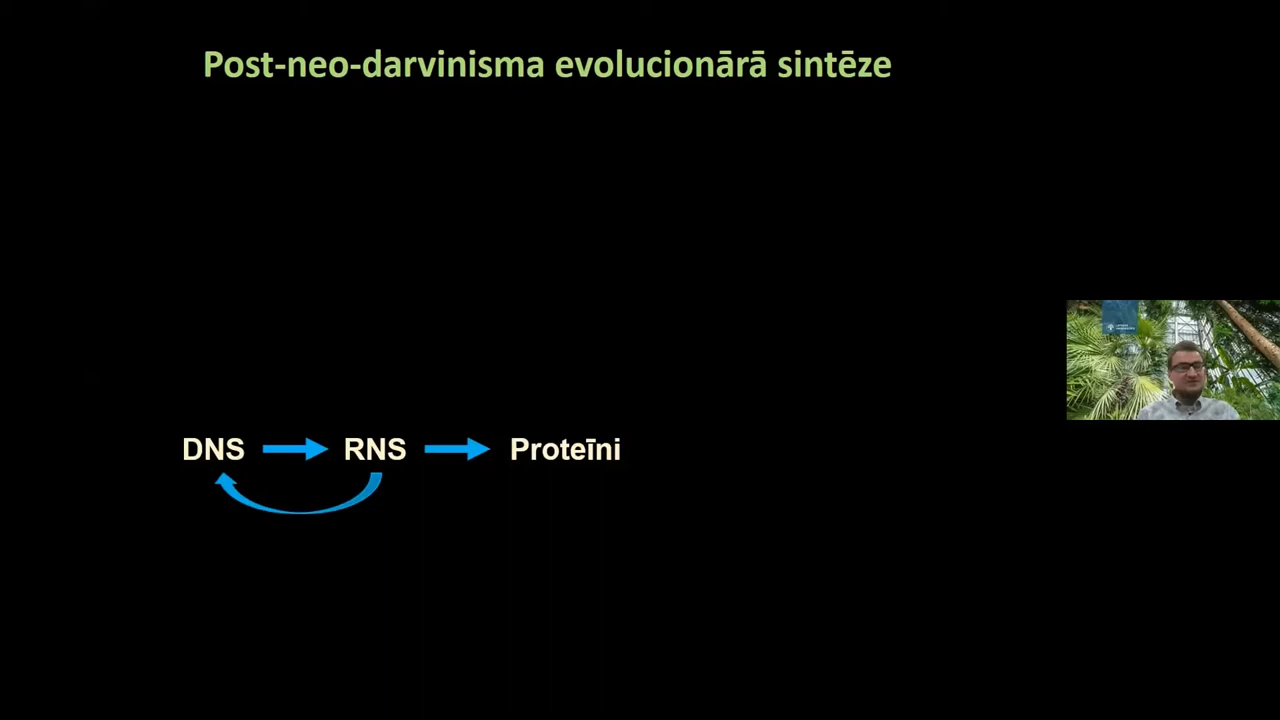 Post-neo-darvinisma evolucionārā sintēze
DNS RNS Proteīni